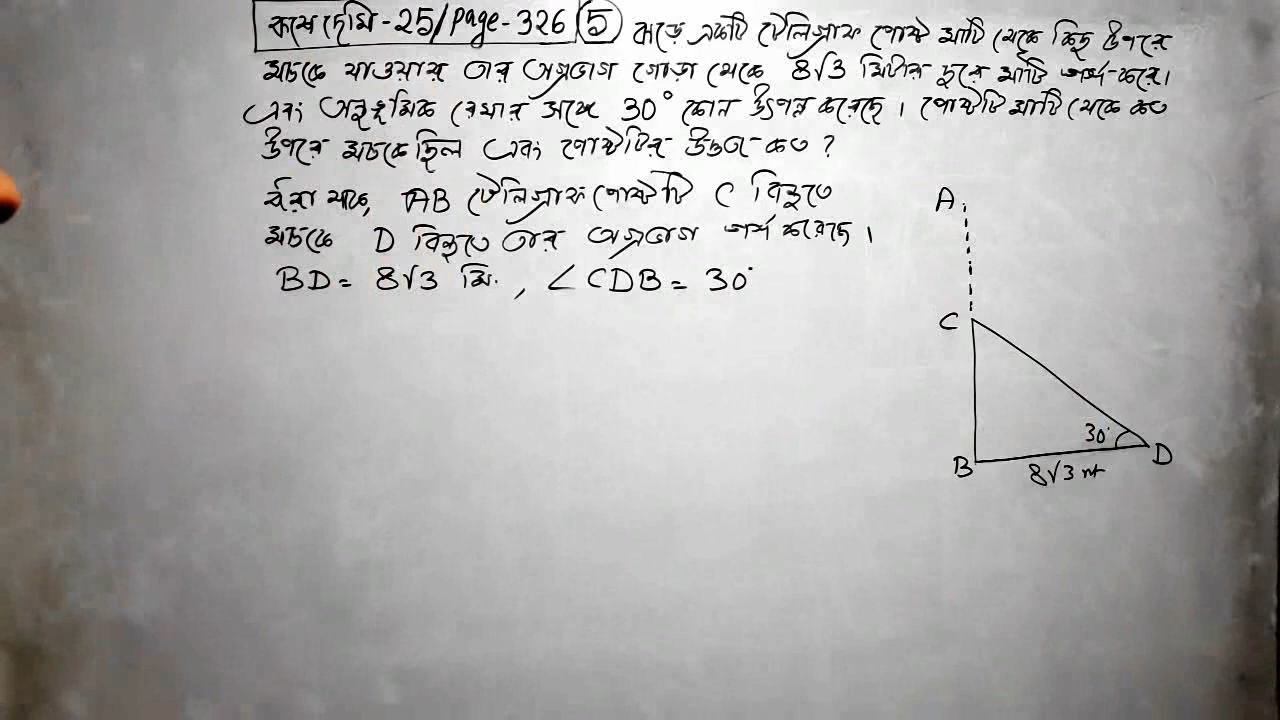 কষে দেখি - 25/Page - 326 5 ঝড়ে একটি টেলিগ্রাফ পোস্ট মাটি থেকে কিছু উপরে
মচকে যাওয়ায় তার অগ্রভাগ গোড়া থেকে 8√3 মিটার দূরে মাটি স্পর্শ করে।
এবং অনুভূমিক রেখার সঙ্গে 30° কোন উৎপন্ন করেছে। পোস্টটি মাটি থেকে কত
উপরে মচকেছিল এবং পোস্টটির উচ্চতা কত ?
ধরা যাক, AB টেলিগ্রাফ পোস্টটি C বিন্দুতে
মচকে D বিন্দুতে তার অগ্রভাগ স্পর্শ করেছে।
BD = 8√3 মি. , ∠CDB = 30°
A
C
30°
B
D
8√3 মি